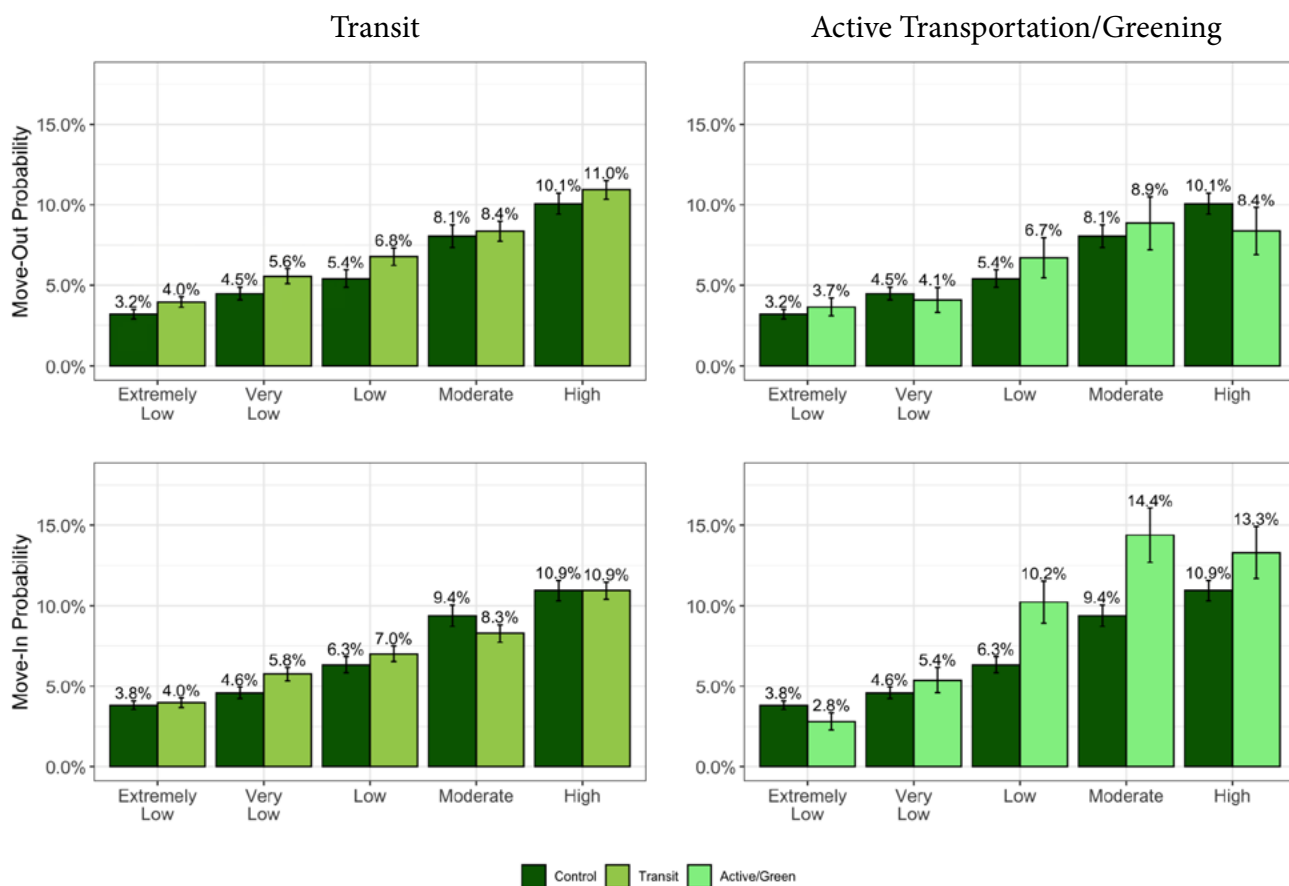 Transit
Active Transportation/Greening
Move-Out Probability
15.0%
10.0%
5.0%
0.0%
3.2%
4.0%
4.5%
5.6%
5.4%
6.8%
8.1%
8.4%
10.1%
11.0%
Extremely
Low
Very
Low
Low
Moderate
High
15.0%
10.0%
5.0%
0.0%
3.2%
3.7%
4.5%
4.1%
5.4%
6.7%
8.1%
8.9%
10.1%
8.4%
Extremely
Low
Very
Low
Low
Moderate
High
Move-In Probability
15.0%
10.0%
5.0%
0.0%
3.8%
4.0%
4.6%
5.8%
6.3%
7.0%
9.4%
8.3%
10.9%
10.9%
Extremely
Low
Very
Low
Low
Moderate
High
15.0%
10.0%
5.0%
0.0%
3.8%
2.8%
4.6%
5.4%
6.3%
10.2%
9.4%
14.4%
10.9%
13.3%
Extremely
Low
Very
Low
Low
Moderate
High
Control
Transit
Active/Green